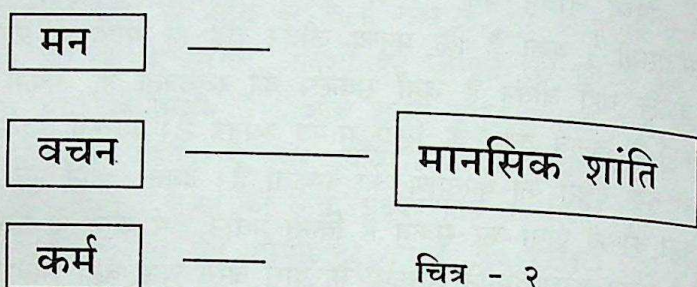 मन
वचन
मानसिक शांति
कर्म
चित्र - २